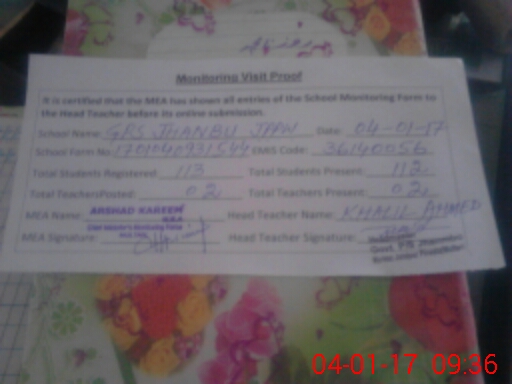 Monitoring Visit Proof
It is certified that the MEA has shown all entries of the School Monitoring Form to
the Head Teacher before its online submission.
School Name: GPS JHANBU Date: 04-01-17
School Form No: EMIS Code: 36140056
Total Students Registered 113 Total Students Present: 112
Total TeachersPosted: 02 Total Teachers Present: 02
MEA Name: ARSHAD KAREEM Head Teacher Name: KHALIL AHMED
MEA Signature: Head Teacher Signature:
04-01-17 09:36